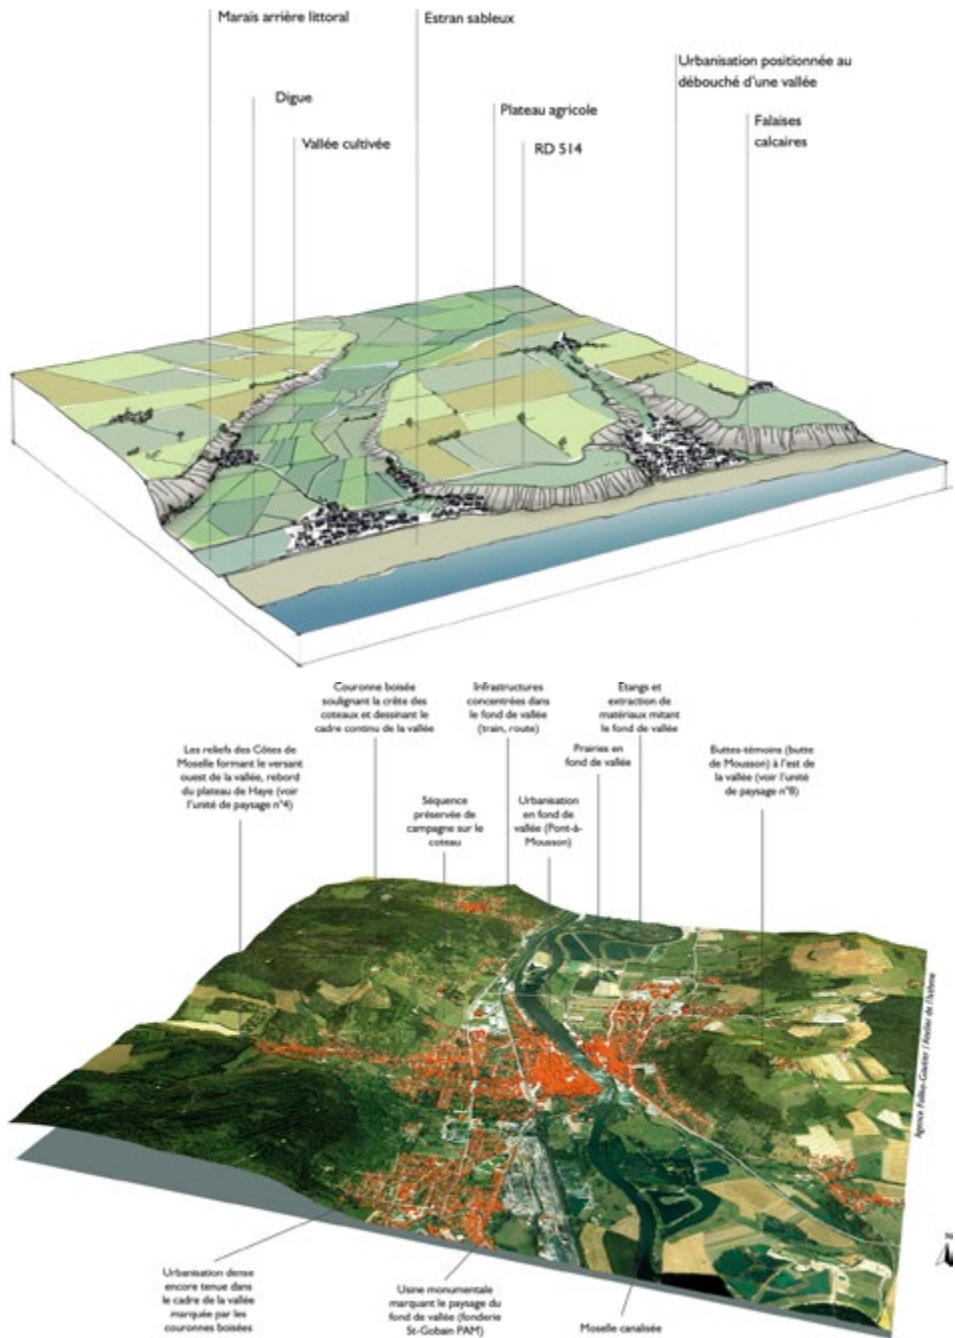 Marais arrière littoral
Estran sableux
Urbanisation positionnée au
débouché d'une vallée
Digue
Plateau agricole
Falaises
calcaires
Vallée cultivée
RD 514
Couronne boisée
soulignant la crête des
coteaux et dessinant le
cadre continu de la vallée
Infrastructures
concentrées dans
le fond de vallée
(train, route)
Etangs et
extraction de
matériaux mitant
le fond de vallée
Les reliefs des Côtes de
Moselle formant le versant
ouest de la vallée, rebord
du plateau de Haye (voir
l'unité de paysage n°4)
Prairies en
fond de vallée
Buttes-témoins (butte
de Mousson) à l'est de
la vallée (voir l'unité
de paysage n°8)
Séquence
préservée de
campagne sur le
coteau
Urbanisation
en fond de
vallée (Pont-à-
Mousson)
Agence Folléa-Gautier / Atelier de l'Isthme
Urbanisation dense
encore tenue dans
le cadre de la vallée
marquée par les
couronnes boisées
Usine monumentale
marquant le paysage du
fond de vallée (fonderie
St-Gobain PAM)
Moselle canalisée